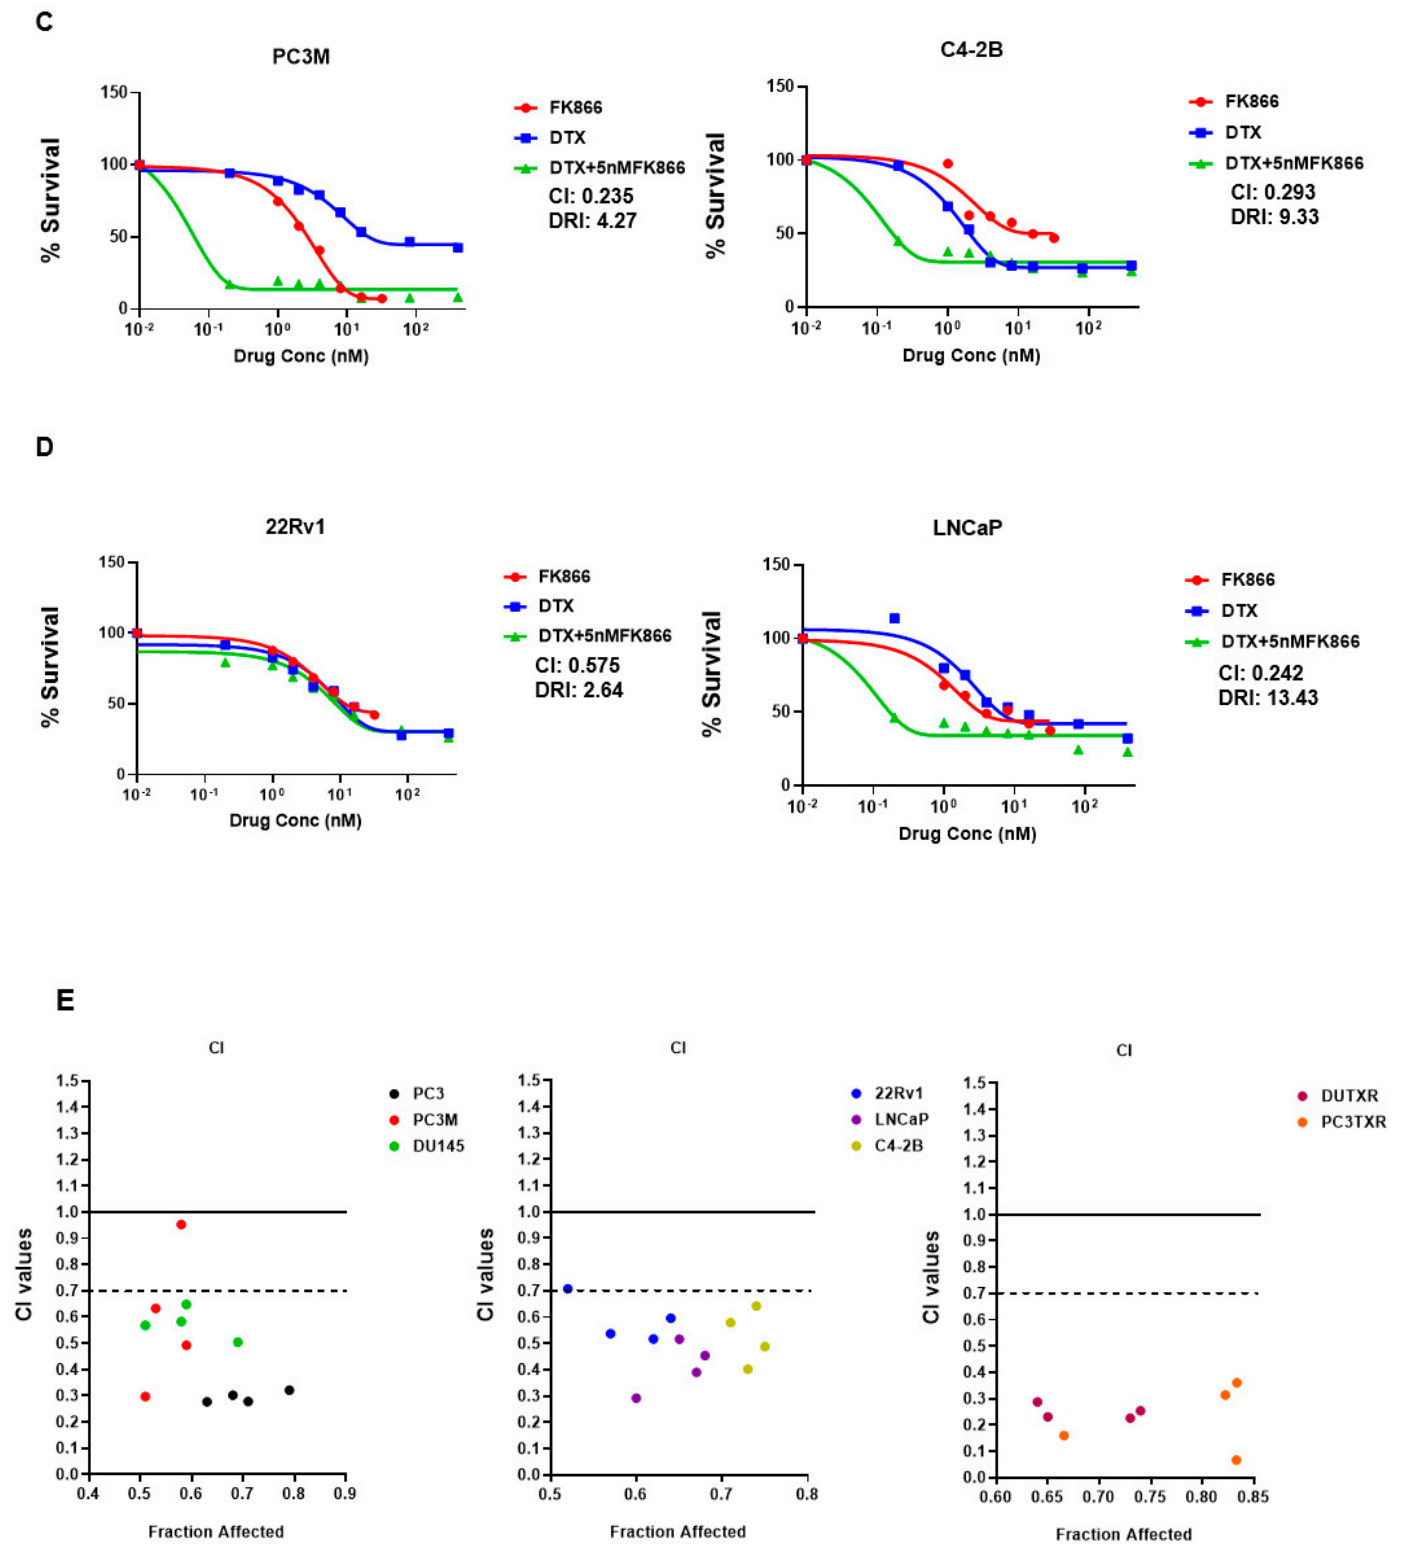 C
PC3M
150
100
50
0
% Survival
10-2
10-1
100
101
102
Drug Conc (nM)
FK866
DTX
DTX+5nMFK866
CI: 0.235
DRI: 4.27
C4-2B
150
100
50
0
% Survival
10-2
10-1
100
101
102
Drug Conc (nM)
FK866
DTX
DTX+5nMFK866
CI: 0.293
DRI: 9.33
D
22Rv1
150
100
50
0
% Survival
10-2
10-1
100
101
102
Drug Conc (nM)
FK866
DTX
DTX+5nMFK866
CI: 0.575
DRI: 2.64
LNCaP
150
100
50
0
% Survival
10-2
10-1
100
101
102
Drug Conc (nM)
FK866
DTX
DTX+5nMFK866
CI: 0.242
DRI: 13.43
E
CI
1.5
1.4
1.3
1.2
1.1
1.0
0.9
0.8
0.7
0.6
0.5
0.4
0.3
0.2
0.1
0.0
CI values
0.4 0.5 0.6 0.7 0.8 0.9
Fraction Affected
PC3
PC3M
DU145
CI
1.5
1.4
1.3
1.2
1.1
1.0
0.9
0.8
0.7
0.6
0.5
0.4
0.3
0.2
0.1
0.0
CI values
0.5 0.6 0.7 0.8
Fraction Affected
22Rv1
LNCaP
C4-2B
CI
1.5
1.4
1.3
1.2
1.1
1.0
0.9
0.8
0.7
0.6
0.5
0.4
0.3
0.2
0.1
0.0
CI values
0.60 0.65 0.70 0.75 0.80 0.85
Fraction Affected
DUTXR
PC3TXR